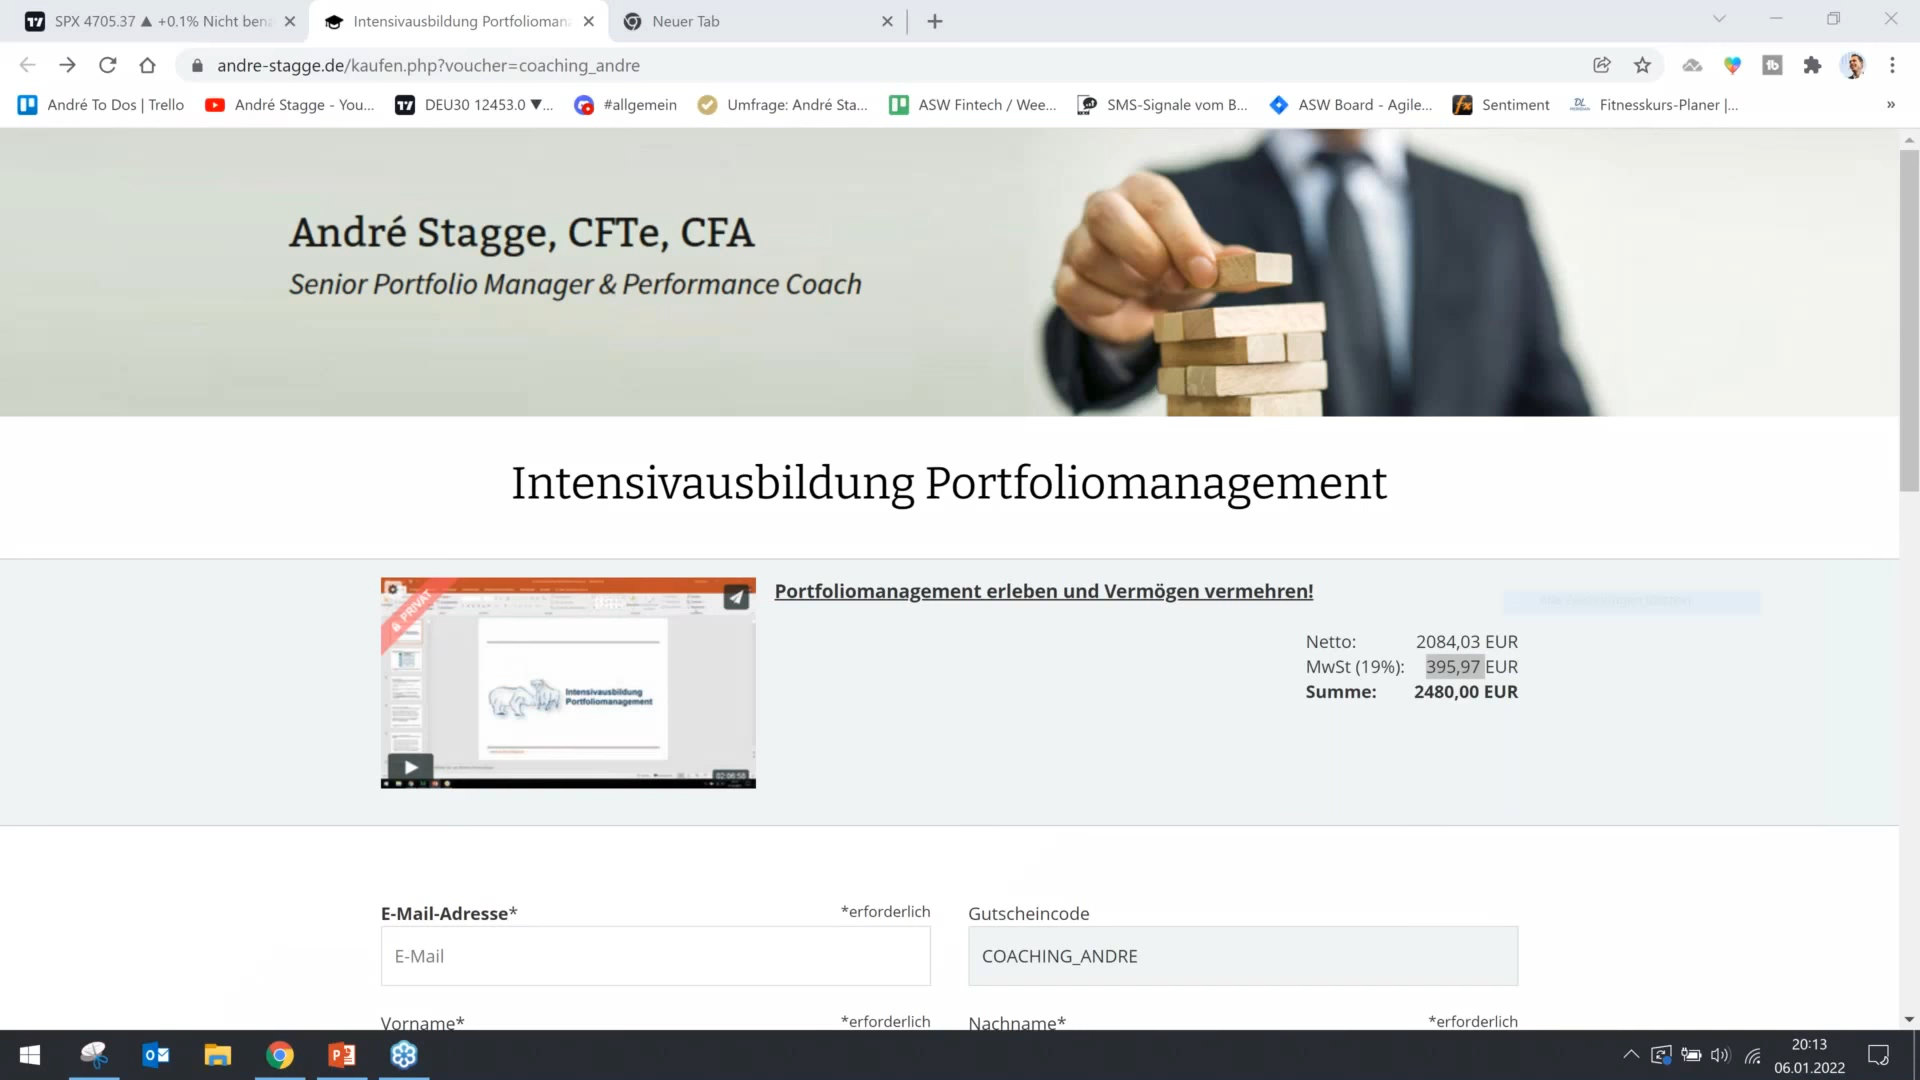 SPX 4705.37 ▲ +0.1% Nicht ben
Intensivausbildung Portfolioman
Neuer Tab
andre-stagge.de/kaufen.php?voucher=coaching_andre
André To Dos | Trello
André Stagge - You...
DEU30 12453.0 ▼...
#allgemein
Umfrage: André Sta...
ASW Fintech / Wee...
SMS-Signale vom B...
ASW Board - Agile...
Sentiment
Fitnesskurs-Planer |...
»
André Stagge, CFTe, CFA
Senior Portfolio Manager & Performance Coach
Intensivausbildung Portfoliomanagement
PRIVAT
Intensivausbildung
Portfoliomanagement
02:06:58
Portfoliomanagement erleben und Vermögen vermehren!
Netto: 2084,03 EUR
MwSt (19%): 395,97 EUR
Summe: 2480,00 EUR
E-Mail-Adresse* *erforderlich
E-Mail
Gutscheincode
COACHING_ANDRE
Vorname* *erforderlich
Nachname* *erforderlich
20:13
06.01.2022